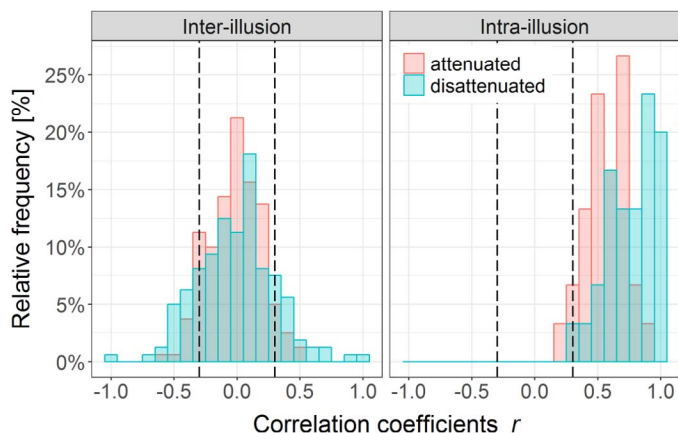 Inter-illusion Intra-illusion
attenuated
disattenuated
Relative frequency [%]
25%
20%
15%
10%
5%
0%
-1.0 -0.5 0.0 0.5 1.0 -1.0 -0.5 0.0 0.5 1.0
Correlation coefficients r